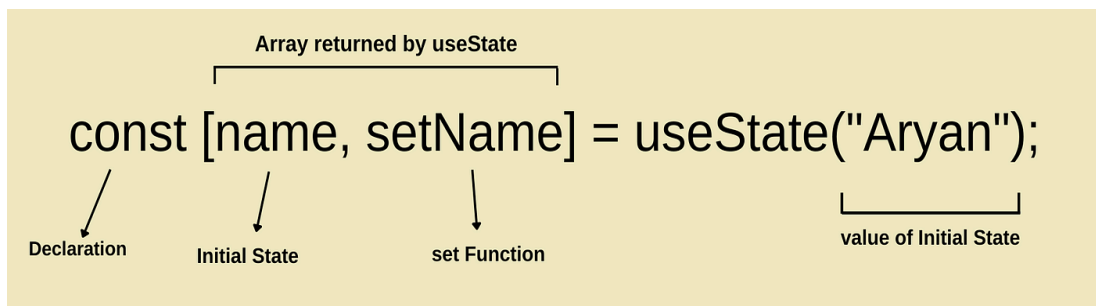 Array returned by useState
const [name, setName] = useState("Aryan");
Declaration
Initial State
set Function
value of Initial State